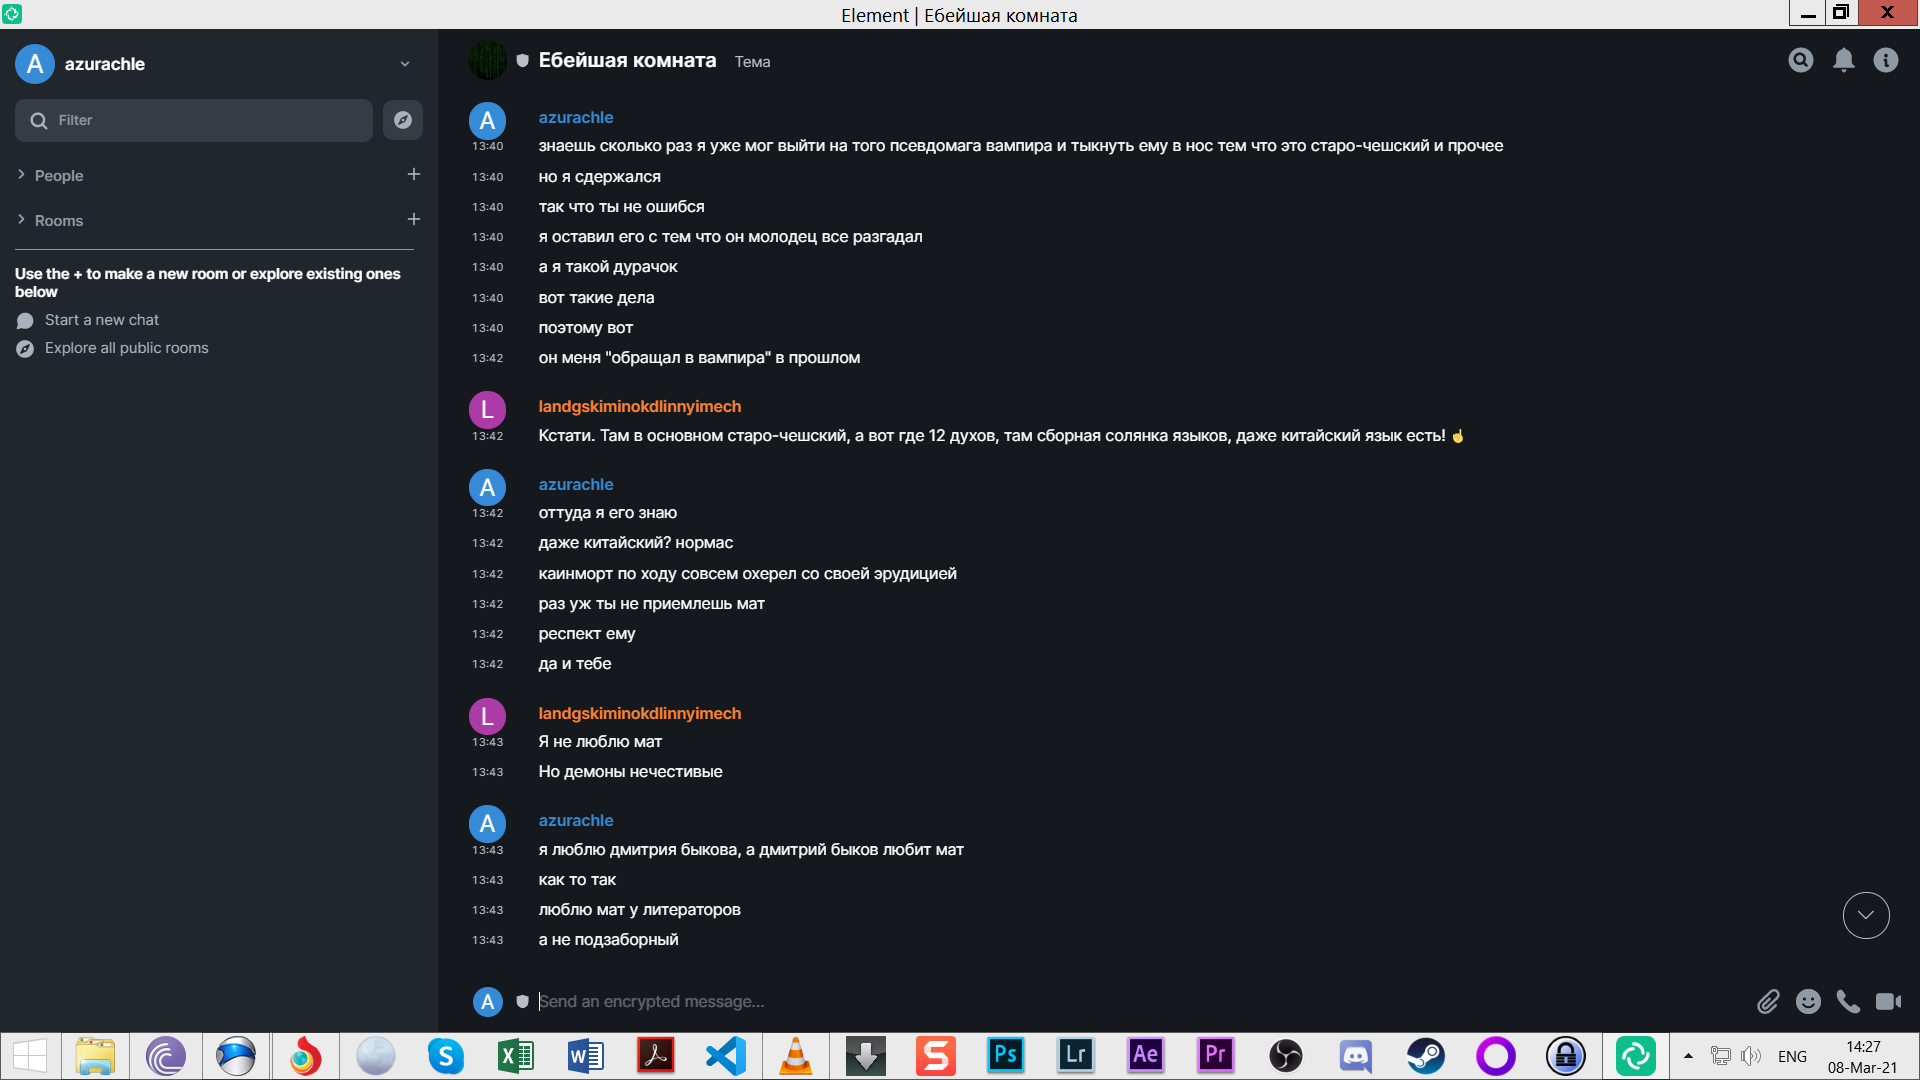 Element | Ебейшая комната
A azurachle
Filter
People
Rooms
Use the + to make a new room or explore existing ones
below
Start a new chat
Explore all public rooms
Ебейшая комната Тема
A azurachle
13:40 знаешь сколько раз я уже мог выйти на того псевдомага вампира и тыкнуть ему в нос тем что это старо-чешский и прочее
13:40 но я сдержался
13:40 так что ты не ошибся
13:40 я оставил его с тем что он молодец все разгадал
13:40 а я такой дурачок
13:40 вот такие дела
13:40 поэтому вот
13:42 он меня "обращал в вампира" в прошлом
L landgskiminokdlinnyimech
13:42 Кстати. Там в основном старо-чешский, а вот где 12 духов, там сборная солянка языков, даже китайский язык есть! ☝
A azurachle
13:42 оттуда я его знаю
13:42 даже китайский? нормас
13:42 каинморт по ходу совсем охерел со своей эрудицией
13:42 раз уж ты не приемлешь мат
13:42 респект ему
13:42 да и тебе
L landgskiminokdlinnyimech
13:43 Я не люблю мат
13:43 Но демоны нечестивые
A azurachle
13:43 я люблю дмитрия быкова, а дмитрий быков любит мат
13:43 как то так
13:43 люблю мат у литераторов
13:43 а не подзаборный
A Send an encrypted message...
S X W S Ps Lr Ae Pr ENG 14:27
08-Mar-21